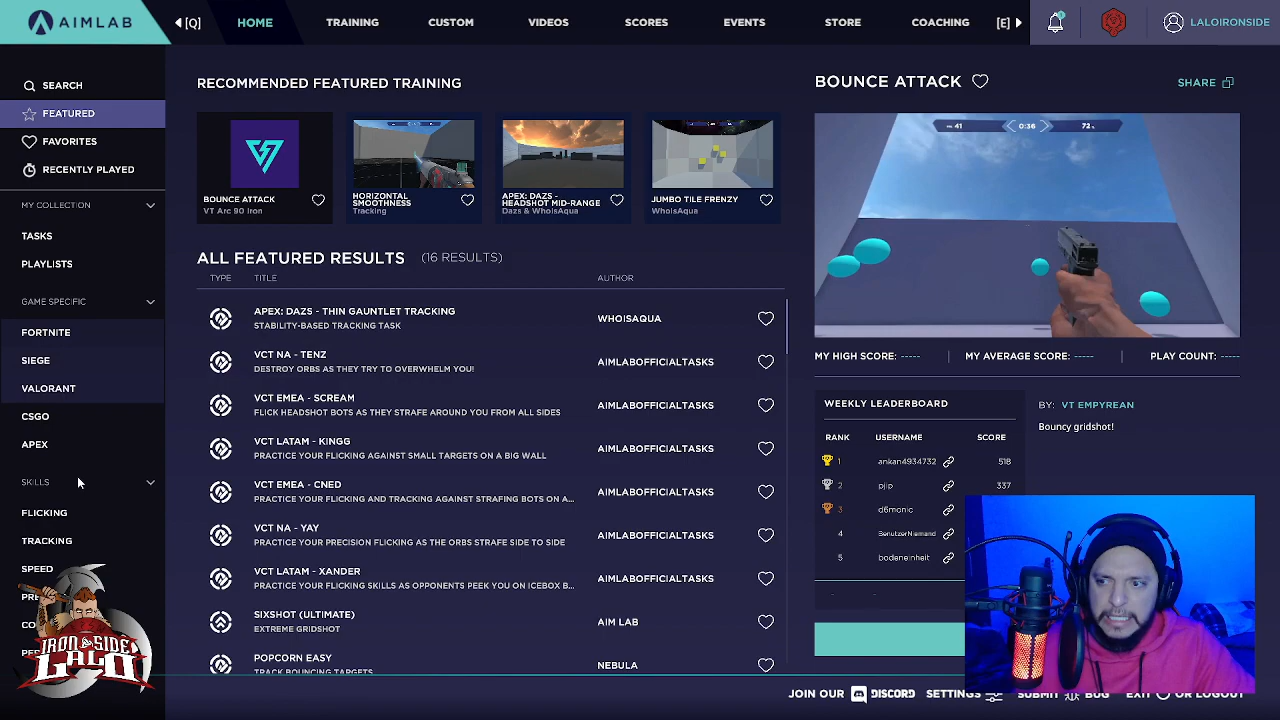 AIMLAB
[Q]
HOME
TRAINING
CUSTOM
VIDEOS
SCORES
EVENTS
STORE
COACHING
[E]
LALOIRONSIDE
SEARCH
FEATURED
FAVORITES
RECENTLY PLAYED
MY COLLECTION
TASKS
PLAYLISTS
GAME SPECIFIC
FORTNITE
SIEGE
VALORANT
CSGO
APEX
SKILLS
FLICKING
TRACKING
SPEED
IRON SIDE
LALO
RECOMMENDED FEATURED TRAINING
BOUNCE ATTACK
VT Arc 90 Iron
HORIZONTAL
SMOOTHNESS
Tracking
APEX: DAZS -
HEADSHOT MID-RANGE
Dazs & WhoisAqua
JUMBO TILE FRENZY
WhoisAqua
ALL FEATURED RESULTS (16 RESULTS)
TYPE TITLE AUTHOR
APEX: DAZS - THIN GAUNTLET TRACKING
STABILITY-BASED TRACKING TASK
WHOISAQUA
VCT NA - TENZ
DESTROY ORBS AS THEY TRY TO OVERWHELM YOU!
AIMLABOFFICIALTASKS
VCT EMEA - SCREAM
FLICK HEADSHOT BOTS AS THEY STRAFE AROUND YOU FROM ALL SIDES
AIMLABOFFICIALTASKS
VCT LATAM - KINGG
PRACTICE YOUR FLICKING AGAINST SMALL TARGETS ON A BIG WALL
AIMLABOFFICIALTASKS
VCT EMEA - CNED
PRACTICE YOUR FLICKING AND TRACKING AGAINST STRAFING BOTS ON A...
AIMLABOFFICIALTASKS
VCT NA - YAY
PRACTICE YOUR PRECISION FLICKING AS THE ORBS STRAFE SIDE TO SIDE
AIMLABOFFICIALTASKS
VCT LATAM - XANDER
PRACTICE YOUR FLICKING SKILLS AS OPPONENTS PEEK YOU ON ICEBOX B...
AIMLABOFFICIALTASKS
SIXSHOT (ULTIMATE)
EXTREME GRIDSHOT
AIM LAB
POPCORN EASY
TRACK BOUNCING TARGETS
NEBULA
BOUNCE ATTACK
SHARE
41
0:36
72
MY HIGH SCORE: -----
MY AVERAGE SCORE: -----
PLAY COUNT: -----
WEEKLY LEADERBOARD
RANK USERNAME SCORE
1 ankan4934732 518
2 pjip 337
3 d6monic
4 BenutzerNiemand
5 bodeneinheit
- -
BY: VT EMPYREAN
Bouncy gridshot!
JOIN OUR DISCORD
SETTINGS
SUBMIT BUG
EXIT OR LOGOUT